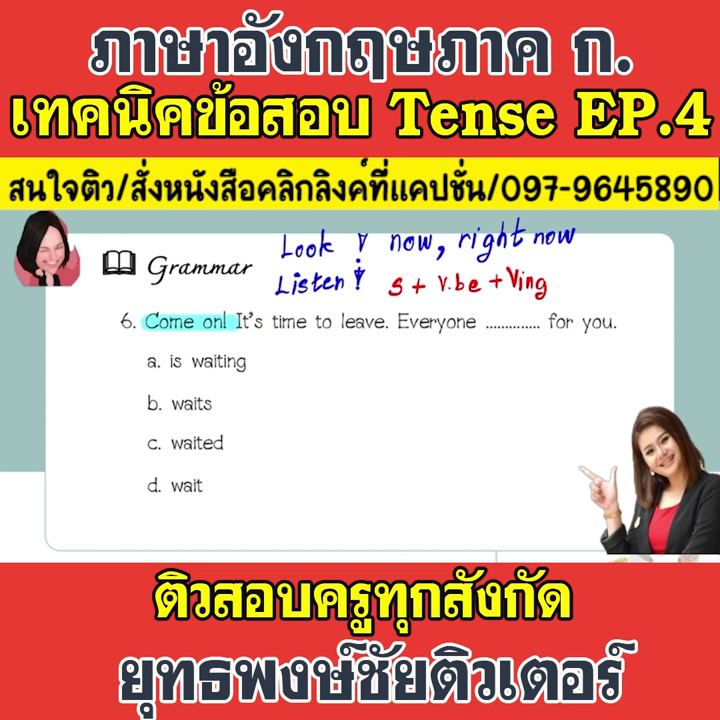 ภาษาอังกฤษภาค ก.
เทคนิคข้อสอบ Tense EP.4
สนใจติว/สั่งหนังสือคลิกลิงค์ที่แคปชั่น/097-9645890
Look ! now, right now
Grammar
Listen ! S + V.be + Ving
6. Come on! It's time to leave. Everyone .............. for you.
a. is waiting
b. waits
c. waited
d. wait
ติวสอบครูทุกสังกัด
ยุทธพงษ์ชัยติวเตอร์